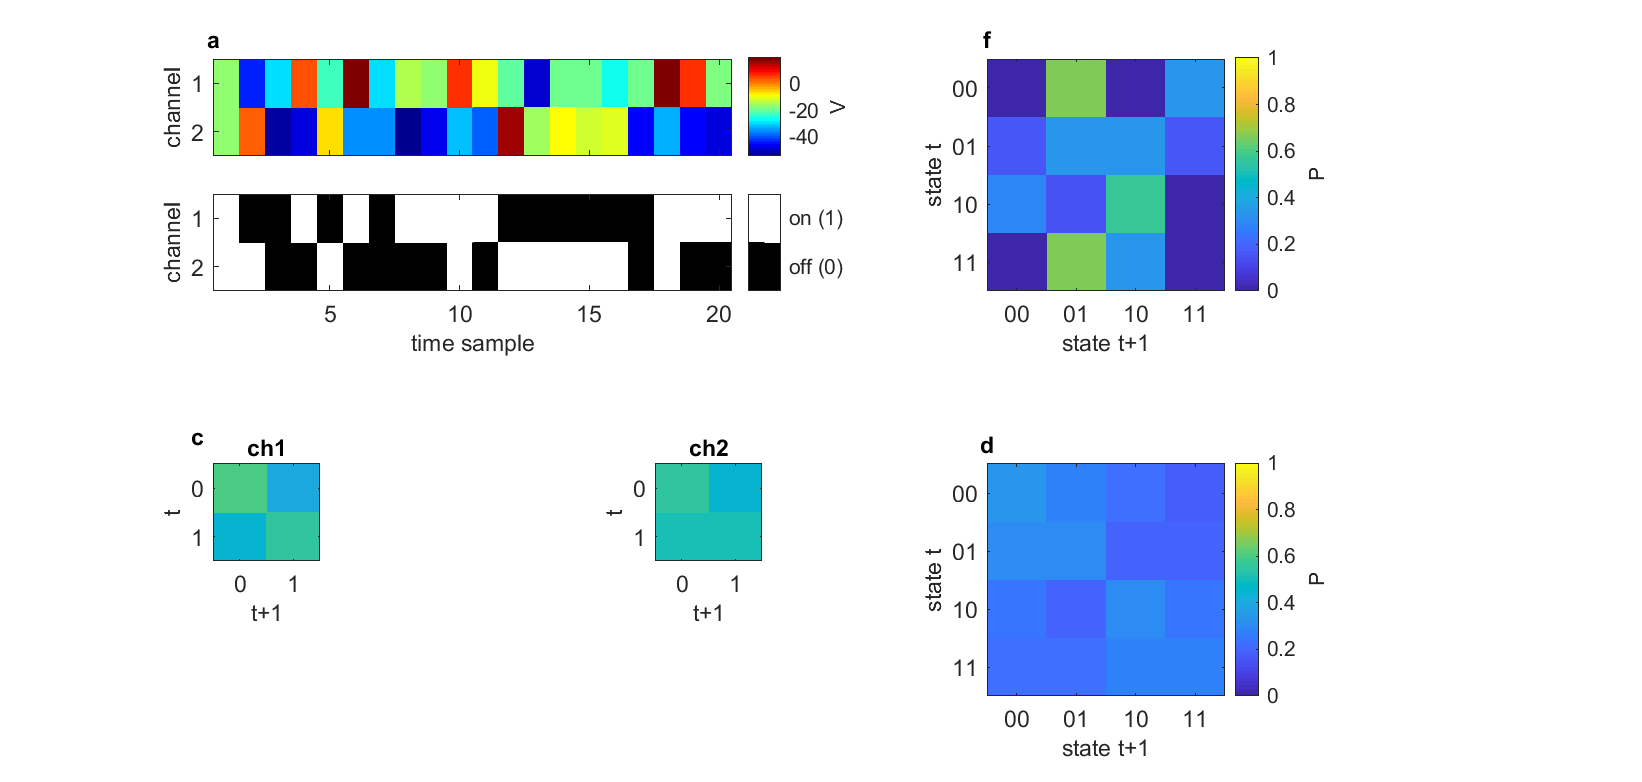 a
channel
1
2
0
-20
-40
V
channel
1
2
on (1)
off (0)
5 10 15 20
time sample
f
state t
00
01
10
11
00 01 10 11
state t+1
1
0.8
0.6
0.4
0.2
0
P
c
ch1
t
0
1
0 1
t+1
ch2
t
0
1
0 1
t+1
d
state t
00
01
10
11
00 01 10 11
state t+1
1
0.8
0.6
0.4
0.2
0
P